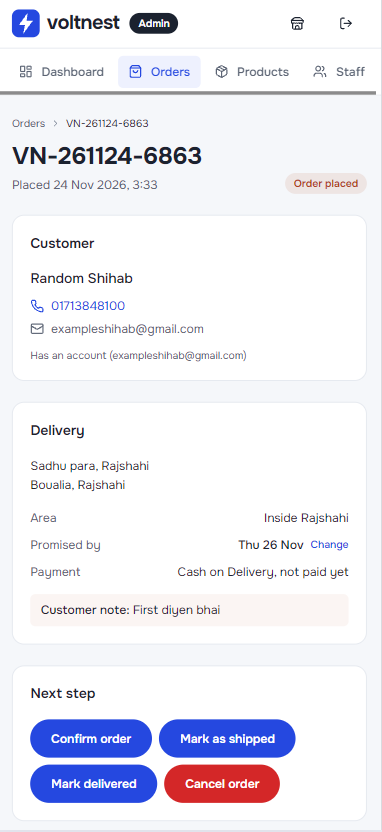 voltnest Admin
Dashboard Orders Products Staff
Orders > VN-261124-6863
VN-261124-6863
Placed 24 Nov 2026, 3:33
Order placed
Customer
Random Shihab
01713848100
exampleshihab@gmail.com
Has an account (exampleshihab@gmail.com)
Delivery
Sadhu para, Rajshahi
Boualia, Rajshahi
Area Inside Rajshahi
Promised by Thu 26 Nov Change
Payment Cash on Delivery, not paid yet
Customer note: First diyen bhai
Next step
Confirm order Mark as shipped
Mark delivered Cancel order